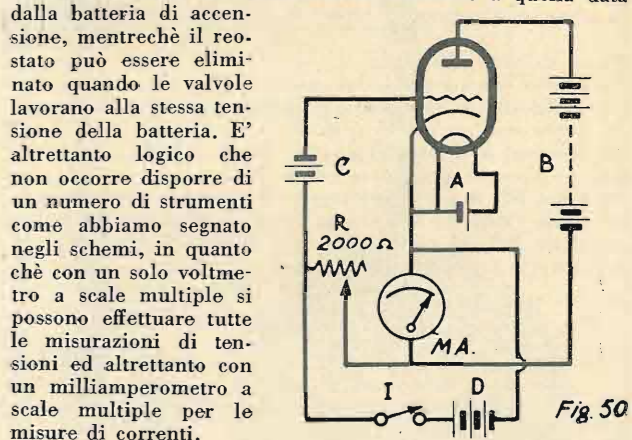 a quella data
dalla batteria di accen-
sione, mentrechè il reo-
stato può essere elimi-
nato quando le valvole
lavorano alla stessa ten-
sione della batteria. E'
altrettanto logico che
non occorre disporre di
un numero di strumenti
come abbiamo segnato
negli schemi, in quanto
chè con un solo voltme-
tro a scale multiple si
possono effettuare tutte
le misurazioni di ten-
sioni ed altrettanto con
un milliamperometro a
scale multiple per le
misure di correnti.
C
A
B
R
2000 Ω
MA.
I
D
Fig. 50